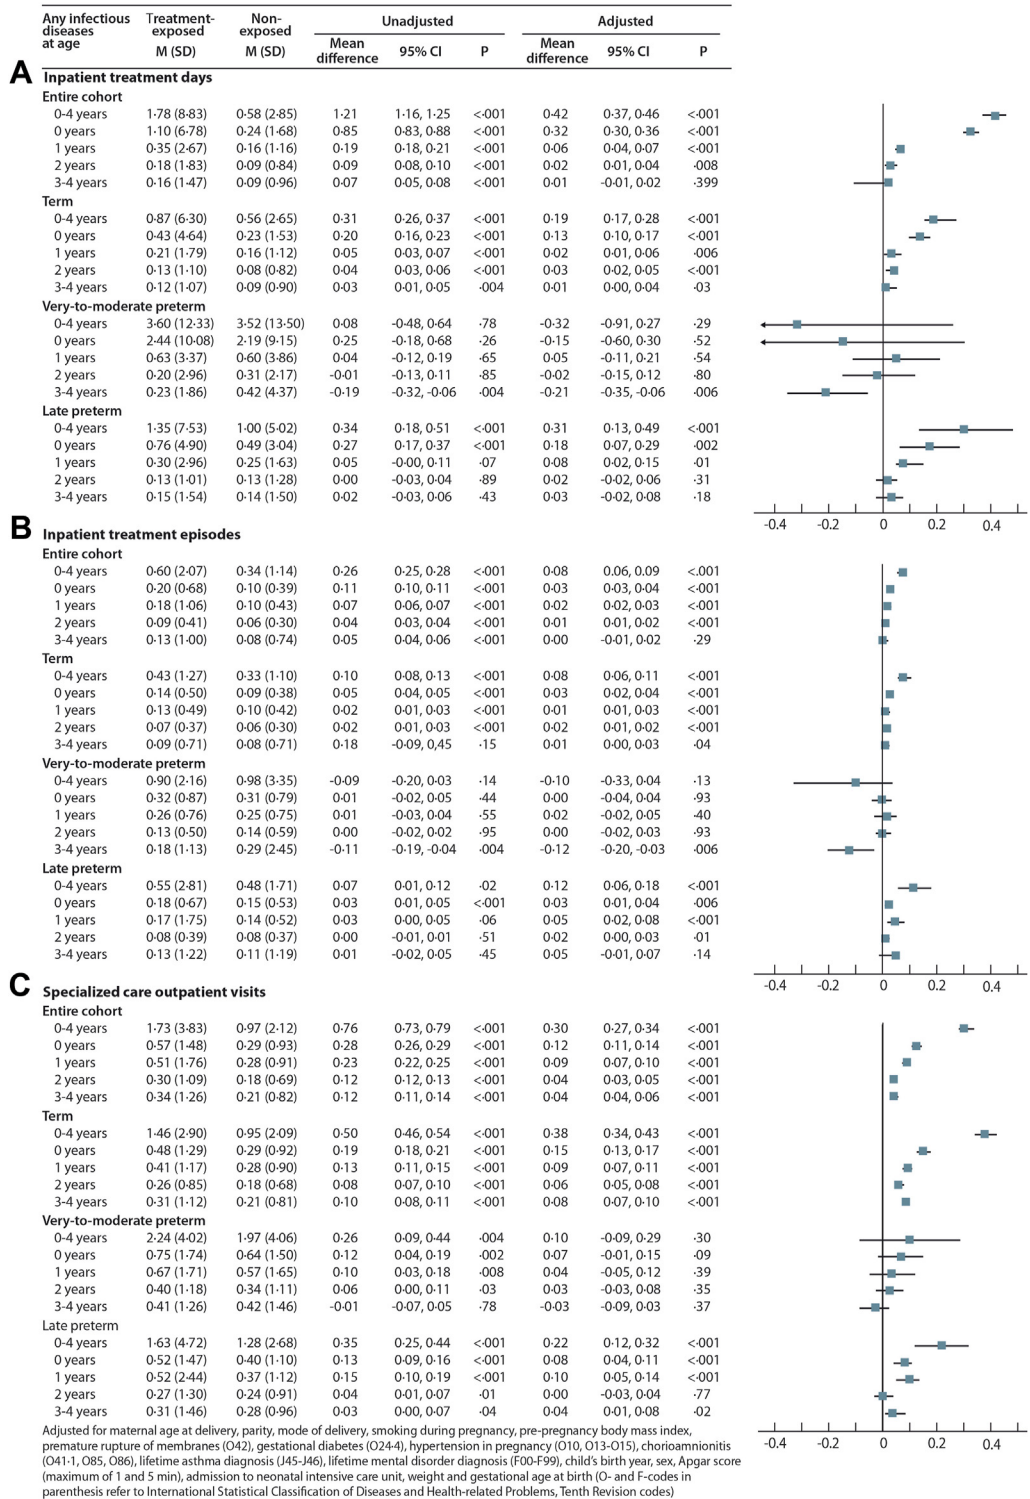 Any infectious diseases at age Treatment-exposed M (SD) Non-exposed M (SD) Unadjusted Adjusted
Mean difference 95% CI P Mean difference 95% CI P
A Inpatient treatment days
Entire cohort
0-4 years 1·78 (8·83) 0·58 (2·85) 1·21 1·16, 1·25 <·001 0·42 0·37, 0·46 <·001
0 years 1·10 (6·78) 0·24 (1·68) 0·85 0·83, 0·88 <·001 0·32 0·30, 0·36 <·001
1 years 0·35 (2·67) 0·16 (1·16) 0·19 0·18, 0·21 <·001 0·06 0·04, 0·07 <·001
2 years 0·18 (1·83) 0·09 (0·84) 0·09 0·08, 0·10 <·001 0·02 0·01, 0·04 ·008
3-4 years 0·16 (1·47) 0·09 (0·96) 0·07 0·05, 0·08 <·001 0·01 -0·01, 0·02 ·399
Term
0-4 years 0·87 (6·30) 0·56 (2·65) 0·31 0·26, 0·37 <·001 0·19 0·17, 0·28 <·001
0 years 0·43 (4·64) 0·23 (1·53) 0·20 0·16, 0·23 <·001 0·13 0·10, 0·17 <·001
1 years 0·21 (1·79) 0·16 (1·12) 0·05 0·03, 0·07 <·001 0·02 0·01, 0·06 ·006
2 years 0·13 (1·10) 0·08 (0·82) 0·04 0·03, 0·06 <·001 0·03 0·02, 0·05 <·001
3-4 years 0·12 (1·07) 0·09 (0·90) 0·03 0·01, 0·05 ·004 0·01 0·00, 0·04 ·03
Very-to-moderate preterm
0-4 years 3·60 (12·33) 3·52 (13·50) 0·08 -0·48, 0·64 ·78 -0·32 -0·91, 0·27 ·29
0 years 2·44 (10·08) 2·19 (9·15) 0·25 -0·18, 0·68 ·26 -0·15 -0·60, 0·30 ·52
1 years 0·63 (3·37) 0·60 (3·86) 0·04 -0·12, 0·19 ·65 0·05 -0·11, 0·21 ·54
2 years 0·20 (2·96) 0·31 (2·17) -0·01 -0·13, 0·11 ·85 -0·02 -0·15, 0·12 ·80
3-4 years 0·23 (1·86) 0·42 (4·37) -0·19 -0·32, -0·06 ·004 -0·21 -0·35, -0·06 ·006
Late preterm
0-4 years 1·35 (7·53) 1·00 (5·02) 0·34 0·18, 0·51 <·001 0·31 0·13, 0·49 <·001
0 years 0·76 (4·90) 0·49 (3·04) 0·27 0·17, 0·37 <·001 0·18 0·07, 0·29 ·002
1 years 0·30 (2·96) 0·25 (1·63) 0·05 -0·00, 0·11 ·07 0·08 0·02, 0·15 ·01
2 years 0·13 (1·01) 0·13 (1·28) 0·00 -0·03, 0·04 ·89 0·02 -0·02, 0·06 ·31
3-4 years 0·15 (1·54) 0·14 (1·50) 0·02 -0·03, 0·06 ·43 0·03 -0·02, 0·08 ·18
-0.4 -0.2 0 0.2 0.4
B Inpatient treatment episodes
Entire cohort
0-4 years 0·60 (2·07) 0·34 (1·14) 0·26 0·25, 0·28 <·001 0·08 0.06, 0.09 <.001
0 years 0·20 (0·68) 0·10 (0·39) 0·11 0·10, 0·11 <·001 0·03 0·03, 0·04 <·001
1 years 0·18 (1·06) 0·10 (0·43) 0·07 0·06, 0·07 <·001 0·02 0·02, 0·03 <·001
2 years 0·09 (0·41) 0·06 (0·30) 0·04 0·03, 0·04 <·001 0·01 0·01, 0·02 <·001
3-4 years 0·13 (1·00) 0·08 (0·74) 0·05 0·04, 0·06 <·001 0·00 -0·01, 0·02 ·29
Term
0-4 years 0·43 (1·27) 0·33 (1·10) 0·10 0·08, 0·13 <·001 0·08 0·06, 0·11 <·001
0 years 0·14 (0·50) 0·09 (0·38) 0·05 0·04, 0·05 <·001 0·03 0·02, 0·04 <·001
1 years 0·13 (0·49) 0·10 (0·42) 0·02 0·01, 0·03 <·001 0·01 0·01, 0·03 <·001
2 years 0·07 (0·37) 0·06 (0·30) 0·02 0·01, 0·03 <·001 0·02 0·01, 0·02 <·001
3-4 years 0·09 (0·71) 0·08 (0·71) 0·18 -0·09, 0,45 ·15 0·01 0·00, 0·03 ·04
Very-to-moderate preterm
0-4 years 0·90 (2·16) 0·98 (3·35) -0·09 -0·20, 0·03 ·14 -0·10 -0·33, 0·04 ·13
0 years 0·32 (0·87) 0·31 (0·79) 0·01 -0·02, 0·05 ·44 0·00 -0·04, 0·04 ·93
1 years 0·26 (0·76) 0·25 (0·75) 0·01 -0·03, 0·04 ·55 0·02 -0·02, 0·05 ·40
2 years 0·13 (0·50) 0·14 (0·59) 0·00 -0·02, 0·02 ·95 0·00 -0·02, 0·03 ·93
3-4 years 0·18 (1·13) 0·29 (2·45) -0·11 -0·19, -0·04 ·004 -0·12 -0·20, -0·03 ·006
Late preterm
0-4 years 0·55 (2·81) 0·48 (1·71) 0·07 0·01, 0·12 ·02 0·12 0·06, 0·18 <·001
0 years 0·18 (0·67) 0·15 (0·53) 0·03 0·01, 0·05 <·001 0·03 0·01, 0·04 ·006
1 years 0·17 (1·75) 0·14 (0·52) 0·03 0·00, 0·05 ·06 0·05 0·02, 0·08 <·001
2 years 0·08 (0·39) 0·08 (0·37) 0·00 -0·01, 0·01 ·51 0·02 0·00, 0·03 ·01
3-4 years 0·13 (1·22) 0·11 (1·19) 0·01 -0·02, 0·05 ·45 0·05 -0·01, 0·07 ·14
-0.4 -0.2 0 0.2 0.4
C Specialized care outpatient visits
Entire cohort
0-4 years 1·73 (3·83) 0·97 (2·12) 0·76 0·73, 0·79 <·001 0·30 0·27, 0·34 <·001
0 years 0·57 (1·48) 0·29 (0·93) 0·28 0·26, 0·29 <·001 0·12 0·11, 0·14 <·001
1 years 0·51 (1·76) 0·28 (0·91) 0·23 0·22, 0·25 <·001 0·09 0·07, 0·10 <·001
2 years 0·30 (1·09) 0·18 (0·69) 0·12 0·12, 0·13 <·001 0·04 0·03, 0·05 <·001
3-4 years 0·34 (1·26) 0·21 (0·82) 0·12 0·11, 0·14 <·001 0·04 0·04, 0·06 <·001
Term
0-4 years 1·46 (2·90) 0·95 (2·09) 0·50 0·46, 0·54 <·001 0·38 0·34, 0·43 <·001
0 years 0·48 (1·29) 0·29 (0·92) 0·19 0·18, 0·21 <·001 0·15 0·13, 0·17 <·001
1 years 0·41 (1·17) 0·28 (0·90) 0·13 0·11, 0·15 <·001 0·09 0·07, 0·11 <·001
2 years 0·26 (0·85) 0·18 (0·68) 0·08 0·07, 0·10 <·001 0·06 0·05, 0·08 <·001
3-4 years 0·31 (1·12) 0·21 (0·81) 0·10 0·08, 0·11 <·001 0·08 0·07, 0·10 <·001
Very-to-moderate preterm
0-4 years 2·24 (4·02) 1·97 (4·06) 0·26 0·09, 0·44 ·004 0·10 -0·09, 0·29 ·30
0 years 0·75 (1·74) 0·64 (1·50) 0·12 0·04, 0·19 ·002 0·07 -0·01, 0·15 ·09
1 years 0·67 (1·71) 0·57 (1·65) 0·10 0·03, 0·18 ·008 0·04 -0·05, 0·12 ·39
2 years 0·40 (1·18) 0·34 (1·11) 0·06 0·00, 0·11 ·03 0·03 -0·03, 0·08 ·35
3-4 years 0·41 (1·26) 0·42 (1·46) -0·01 -0·07, 0·05 ·78 -0·03 -0·09, 0·03 ·37
Late preterm
0-4 years 1·63 (4·72) 1·28 (2·68) 0·35 0·25, 0·44 <·001 0·22 0·12, 0·32 <·001
0 years 0·52 (1·47) 0·40 (1·10) 0·13 0·09, 0·16 <·001 0·08 0·04, 0·11 <·001
1 years 0·52 (2·44) 0·37 (1·12) 0·15 0·10, 0·19 <·001 0·10 0·05, 0·14 <·001
2 years 0·27 (1·30) 0·24 (0·91) 0·04 0·01, 0·07 ·01 0·00 -0·03, 0·04 ·77
3-4 years 0·31 (1·46) 0·28 (0·96) 0·03 0·00, 0·07 ·04 0·04 0·01, 0·08 ·02
-0.4 -0.2 0 0.2 0.4
Adjusted for maternal age at delivery, parity, mode of delivery, smoking during pregnancy, pre-pregnancy body mass index,
premature rupture of membranes (O42), gestational diabetes (O24·4), hypertension in pregnancy (O10, O13-O15), chorioamnionitis
(O41·1, O85, O86), lifetime asthma diagnosis (J45-J46), lifetime mental disorder diagnosis (F00-F99), child's birth year, sex, Apgar score
(maximum of 1 and 5 min), admission to neonatal intensive care unit, weight and gestational age at birth (O- and F-codes in
parenthesis refer to International Statistical Classification of Diseases and Health-related Problems, Tenth Revision codes)